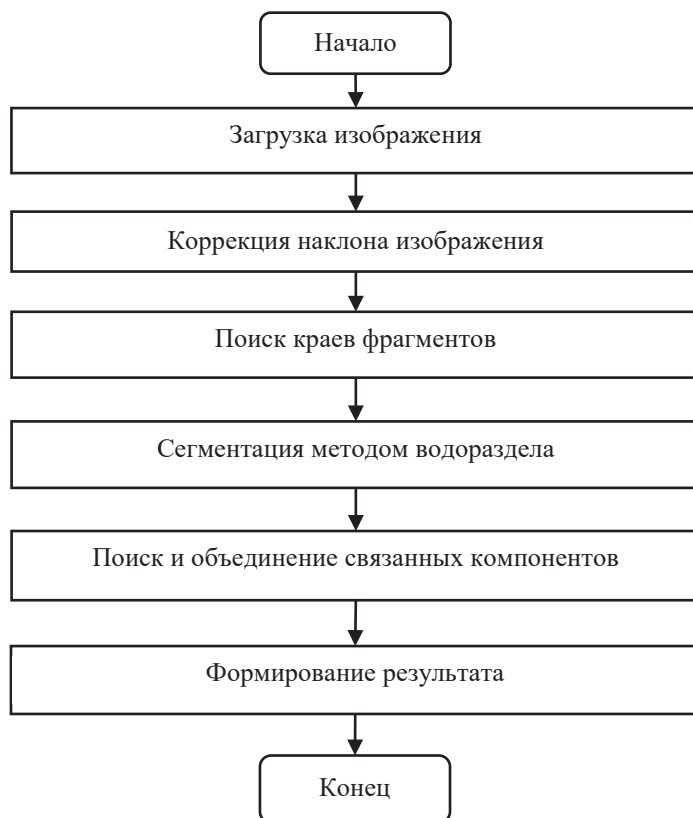 Начало
Загрузка изображения
Коррекция наклона изображения
Поиск краев фрагментов
Сегментация методом водораздела
Поиск и объединение связанных компонентов
Формирование результата
Конец